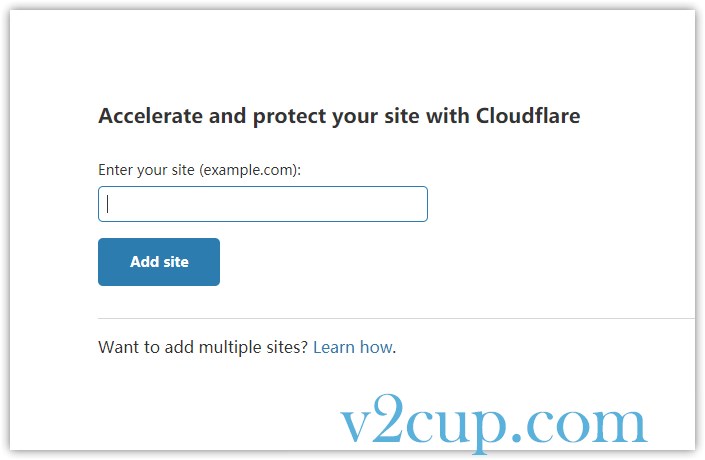 Accelerate and protect your site with Cloudflare
Enter your site (example.com):
Add site
Want to add multiple sites? Learn how.
v2cup.com